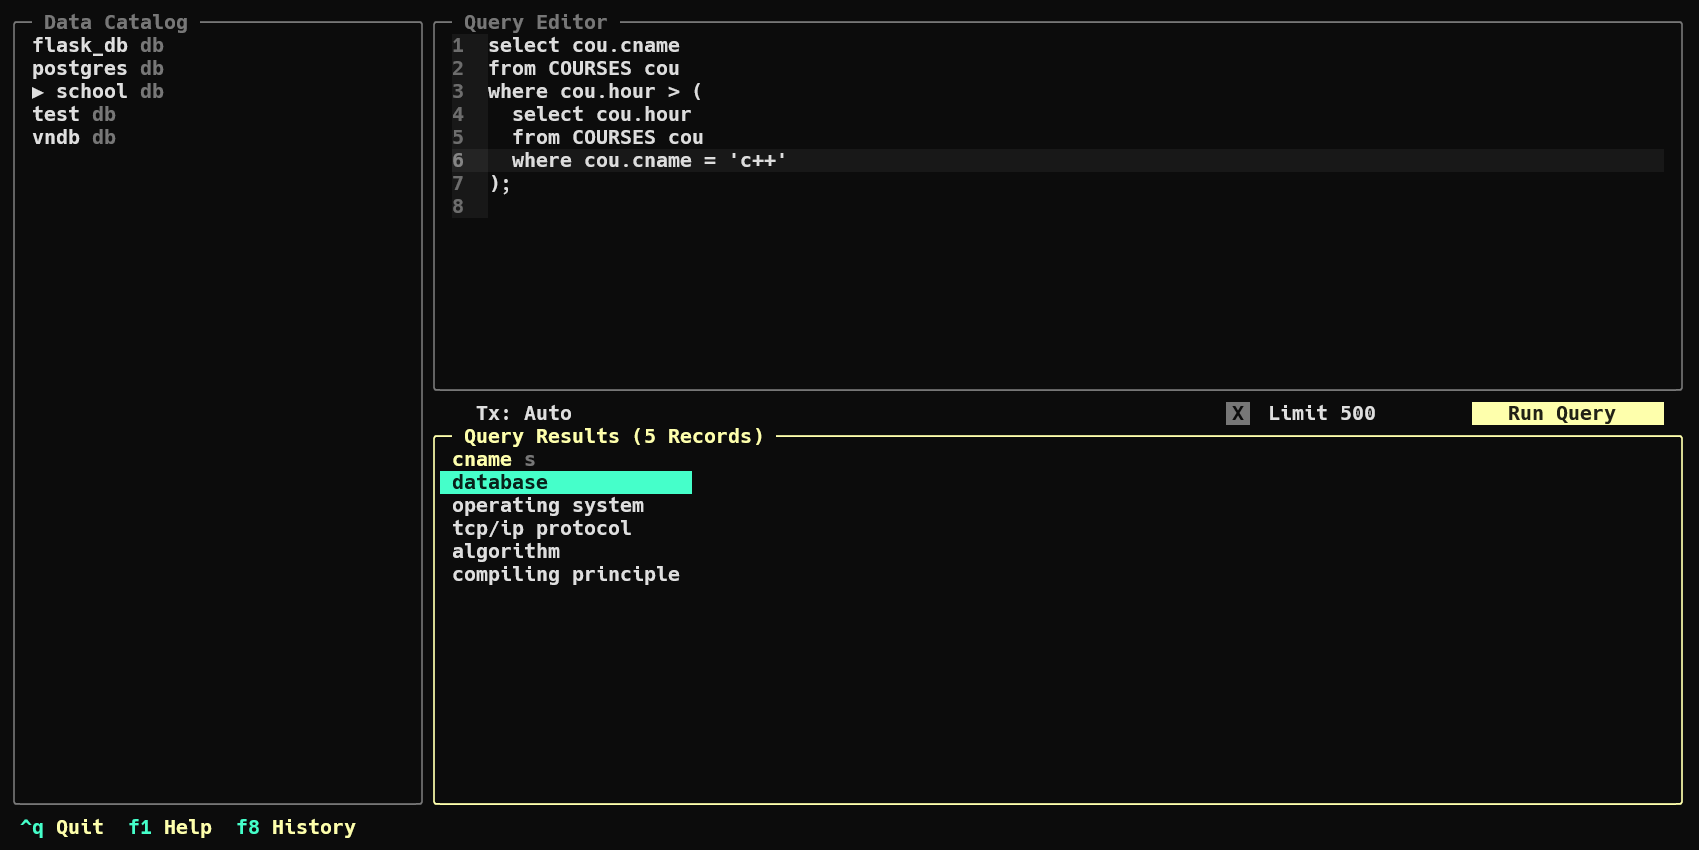 Data Catalog
flask_db db
postgres db
▶ school db
test db
vndb db
Query Editor
1 select cou.cname
2 from COURSES cou
3 where cou.hour > (
4   select cou.hour
5   from COURSES cou
6   where cou.cname = 'c++'
7 );
8
Tx: Auto X Limit 500 Run Query
Query Results (5 Records)
cname s
database
operating system
tcp/ip protocol
algorithm
compiling principle
^q Quit f1 Help f8 History